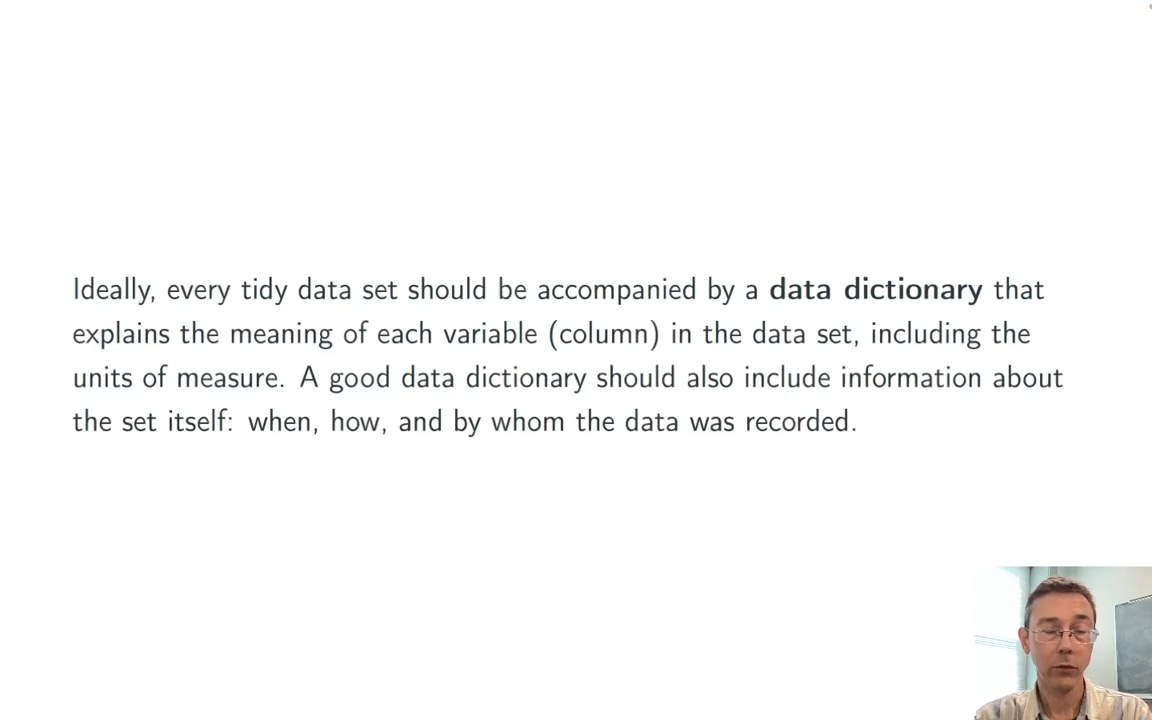 Ideally, every tidy data set should be accompanied by a data dictionary that
explains the meaning of each variable (column) in the data set, including the
units of measure. A good data dictionary should also include information about
the set itself: when, how, and by whom the data was recorded.